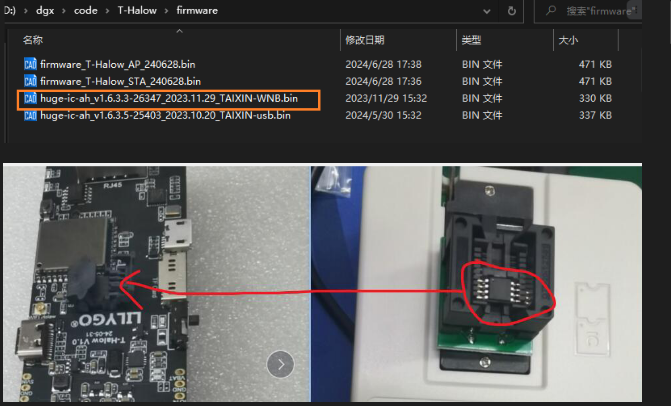 D:) › dgx › code › T-Halow › firmware
搜索"firmware"
名称 修改日期 类型 大小
firmware_T-Halow_AP_240628.bin 2024/6/28 17:38 BIN 文件 471 KB
firmware_T-Halow_STA_240628.bin 2024/6/28 17:36 BIN 文件 471 KB
huge-ic-ah_v1.6.3.3-26347_2023.11.29_TAIXIN-WNB.bin 2023/11/29 15:32 BIN 文件 330 KB
huge-ic-ah_v1.6.3.5-25403_2023.10.20_TAIXIN-usb.bin 2024/5/30 15:32 BIN 文件 337 KB
RJ45
LILYGO
24-05-31
T-Halow V1.0